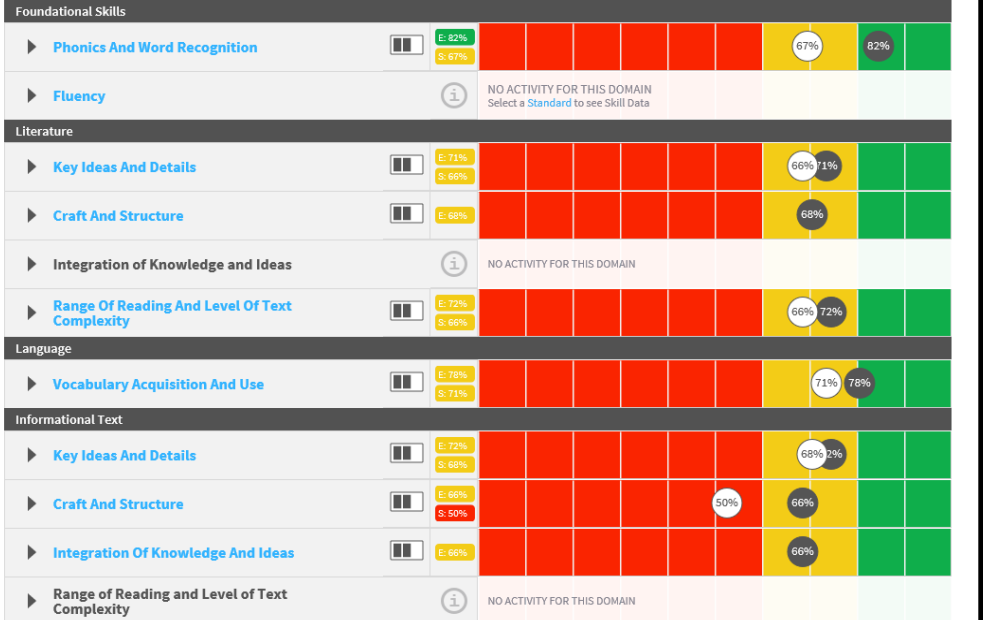 Foundational Skills
Phonics And Word Recognition
E: 82%
S: 67%
67%
82%
Fluency
i
NO ACTIVITY FOR THIS DOMAIN
Select a Standard to see Skill Data
Literature
Key Ideas And Details
E: 71%
S: 66%
66%
71%
Craft And Structure
E: 68%
68%
Integration of Knowledge and Ideas
i
NO ACTIVITY FOR THIS DOMAIN
Range Of Reading And Level Of Text
Complexity
E: 72%
S: 66%
66%
72%
Language
Vocabulary Acquisition And Use
E: 78%
S: 71%
71%
78%
Informational Text
Key Ideas And Details
E: 72%
S: 68%
68%
2%
Craft And Structure
E: 66%
S: 50%
50%
66%
Integration Of Knowledge And Ideas
E: 66%
66%
Range of Reading and Level of Text
Complexity
i
NO ACTIVITY FOR THIS DOMAIN